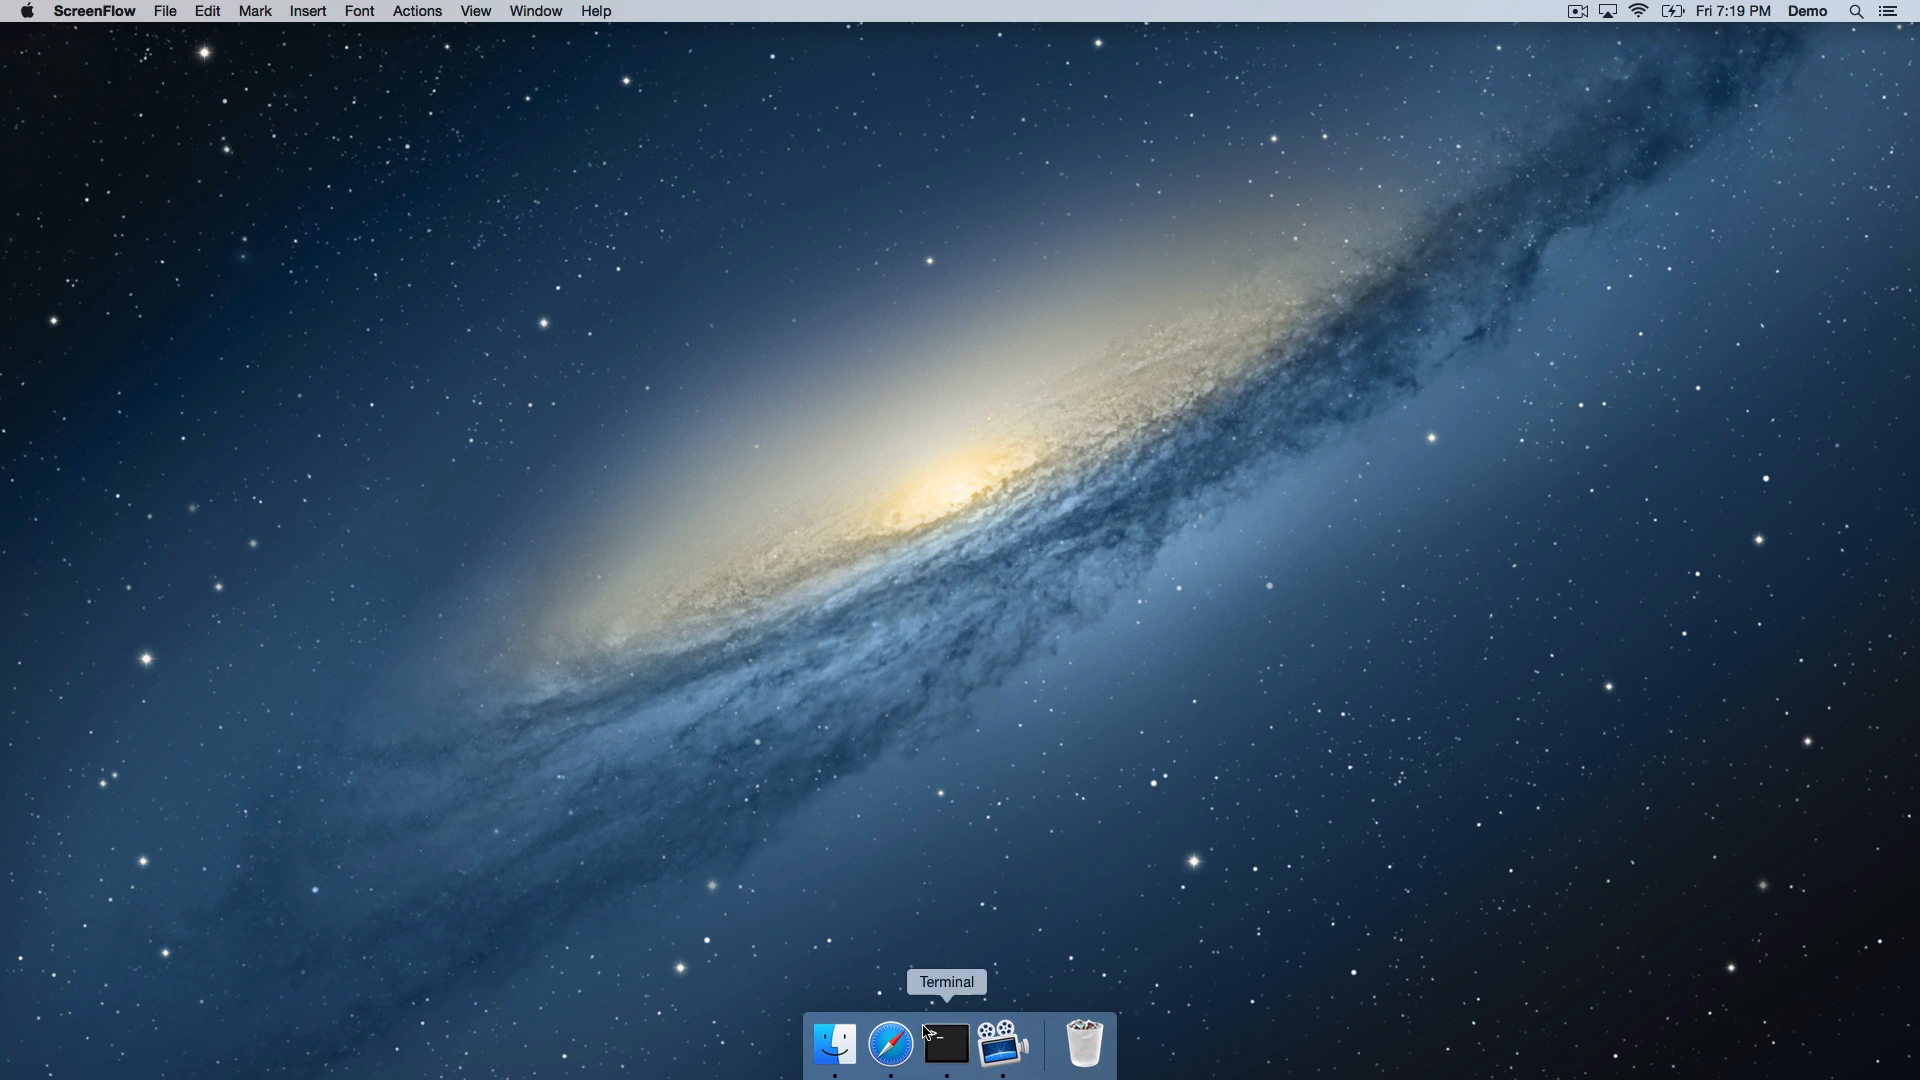 ScreenFlow File Edit Mark Insert Font Actions View Window Help Fri 7:19 PM Demo
Terminal
>_